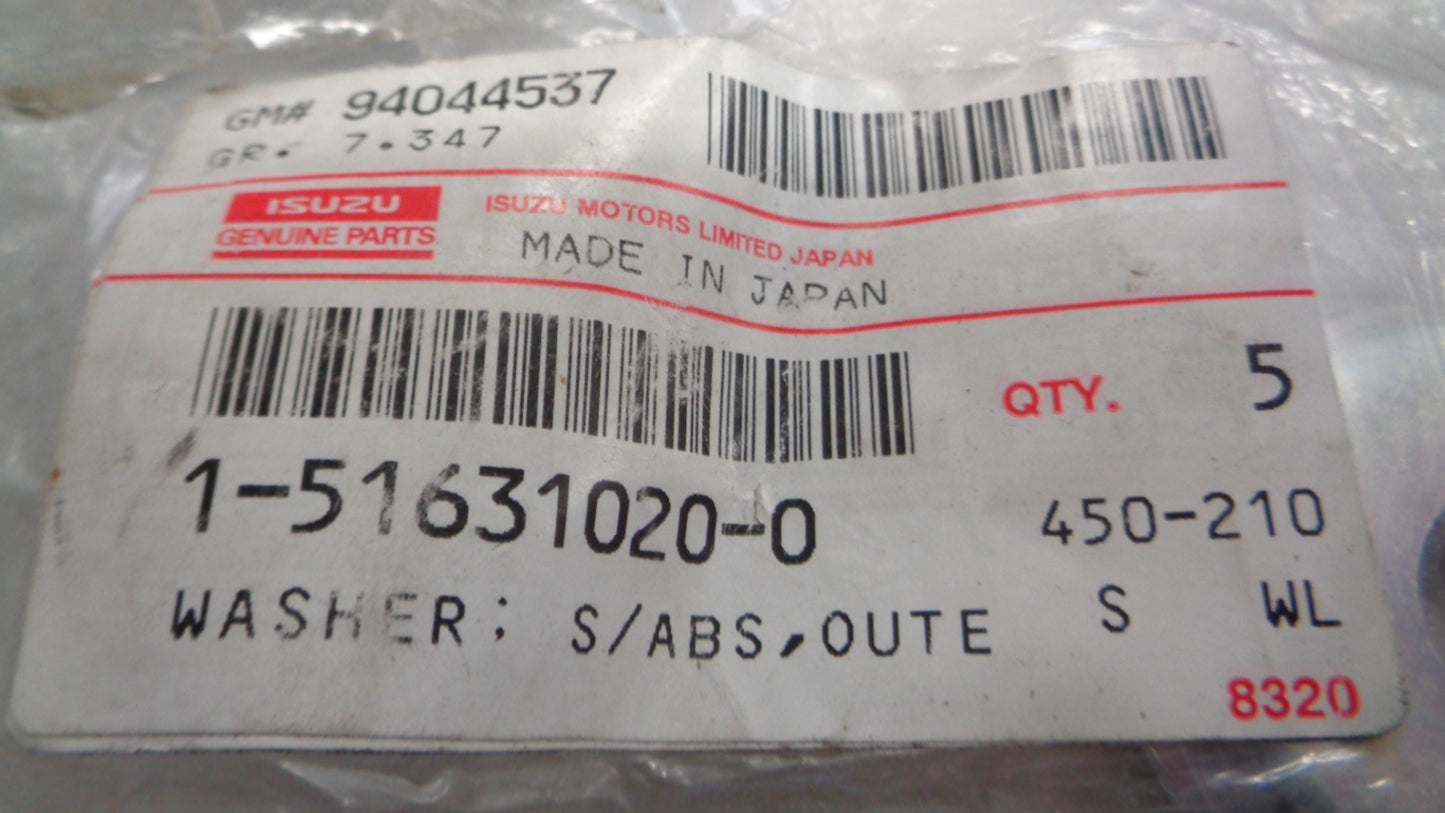 GM# 94044537
GR. 7.347
ISUZU
GENUINE PARTS
ISUZU MOTORS LIMITED JAPAN
MADE IN JAPAN
QTY. 5
1-51631020-0 450-210
WASHER; S/ABS,OUTE S WL
8320